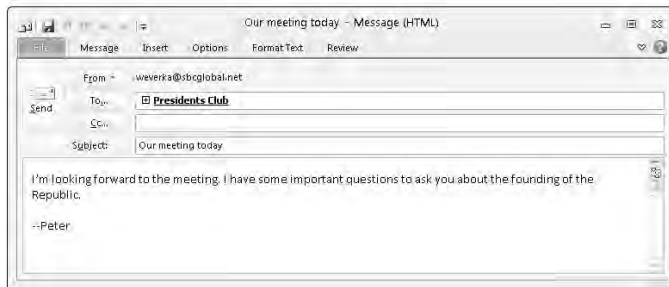 Our meeting today - Message (HTML)
File Message Insert Options Format Text Review
From weverka@sbcglobal.net
Send
To... Presidents Club
Cc...
Subject: Our meeting today
I'm looking forward to the meeting. I have some important questions to ask you about the founding of the
Republic.
--Peter